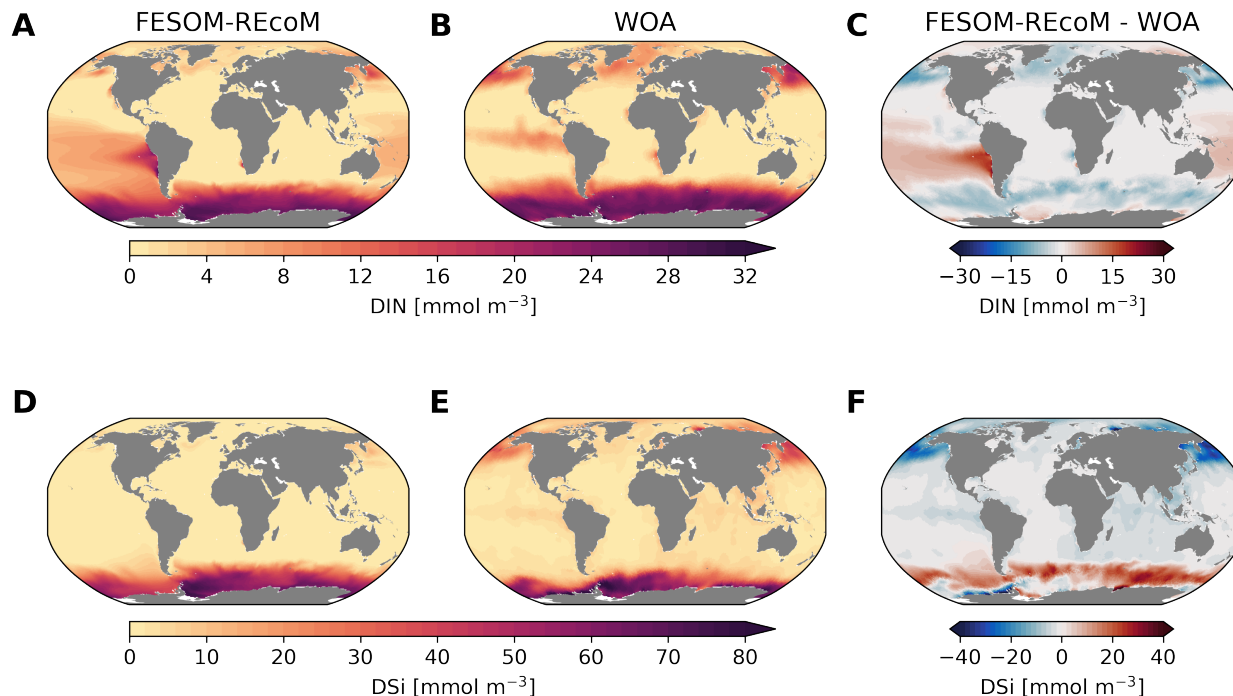 A FESOM-REcoM
B WOA
C FESOM-REcoM - WOA
0 4 8 12 16 20 24 28 32
DIN [mmol m⁻³]
−30 −15 0 15 30
DIN [mmol m⁻³]
D
E
F
0 10 20 30 40 50 60 70 80
DSi [mmol m⁻³]
−40 −20 0 20 40
DSi [mmol m⁻³]